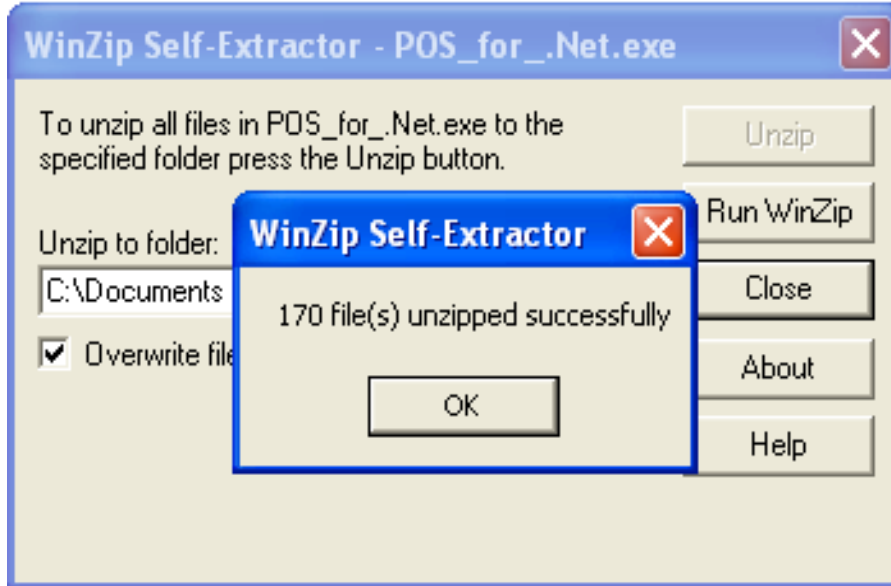 WinZip Self-Extractor - POS_for_.Net.exe
To unzip all files in POS_for_.Net.exe to the
specified folder press the Unzip button.
Unzip
Run WinZip
Unzip to folder:
C:\Documents
Close
Overwrite file
About
Help
WinZip Self-Extractor
170 file(s) unzipped successfully
OK